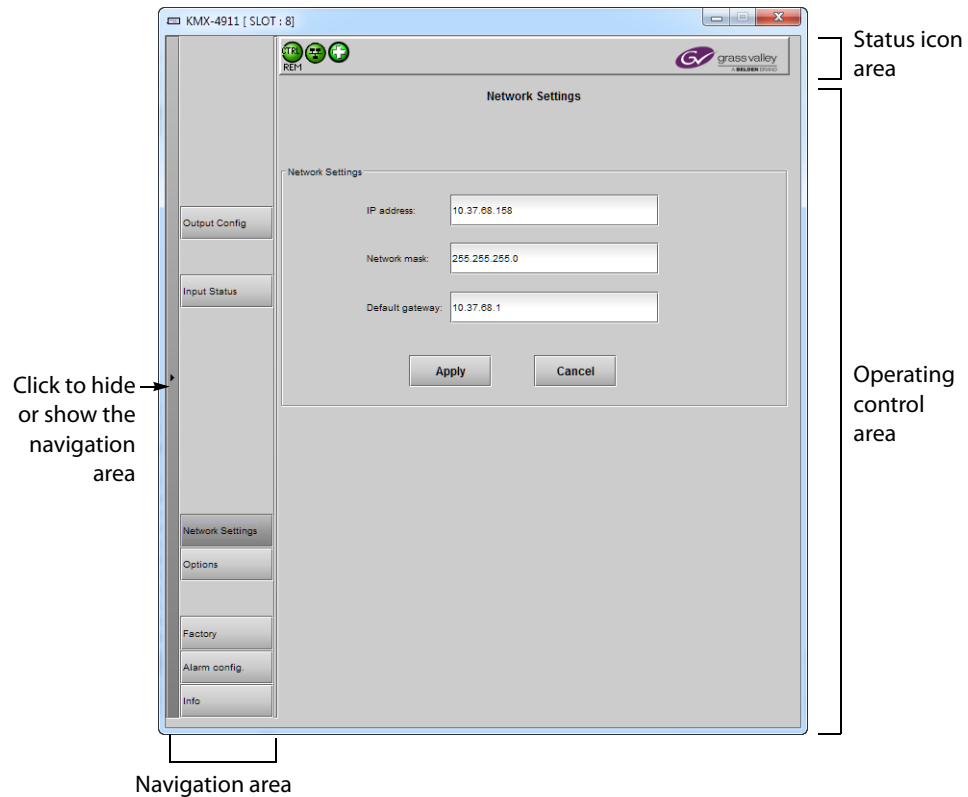 KMX-4911 [ SLOT : 8]
CTRL
REM
GV grass valley
A BELDEN BRAND
Status icon
area
Network Settings
Network Settings
IP address: 10.37.68.158
Network mask: 255.255.255.0
Default gateway: 10.37.68.1
Apply Cancel
Output Config
Input Status
Click to hide
or show the
navigation
area
Operating
control
area
Network Settings
Options
Factory
Alarm config.
Info
Navigation area